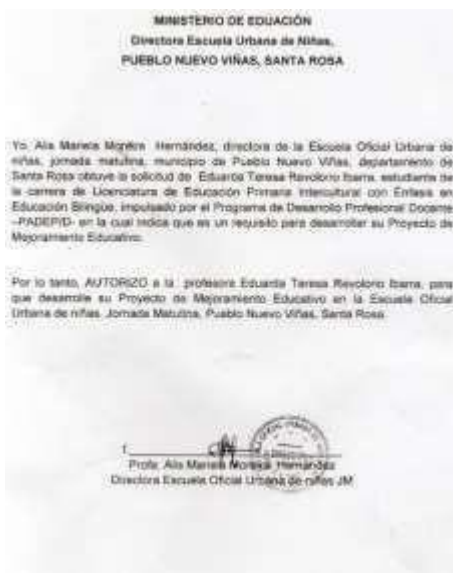 MINISTERIO DE EDUACIÓN
Directora Escuela Urbana de Niñas,
PUEBLO NUEVO VIÑAS, SANTA ROSA
Yo, Alis Mariela Hernández, directora de la Escuela Oficial Urbana de
niñas, jornada matutina, municipio de Pueblo Nuevo Viñas, departamento de
Santa Rosa obtuve la solicitud de Eduarda Teresa Revolorio Ibarra, estudiante de
la carrera de Licenciatura de Educación Primaria Intercultural con Énfasis en
Educación Bilingüe, impulsado por el Programa de Desarrollo Profesional Docente
–PADEP/D- en la cual indica que es un requisito para desarrollar su Proyecto de
Mejoramiento Educativo.
Por lo tanto, AUTORIZO a la profesora Eduarda Teresa Revolorio Ibarra, para
que desarrolle su Proyecto de Mejoramiento Educativo en la Escuela Oficial
Urbana de niñas Jornada Matutina, Pueblo Nuevo Viñas, Santa Rosa
f.
Profa. Alis Mariela Hernández
Directora Escuela Oficial Urbana de niñas JM